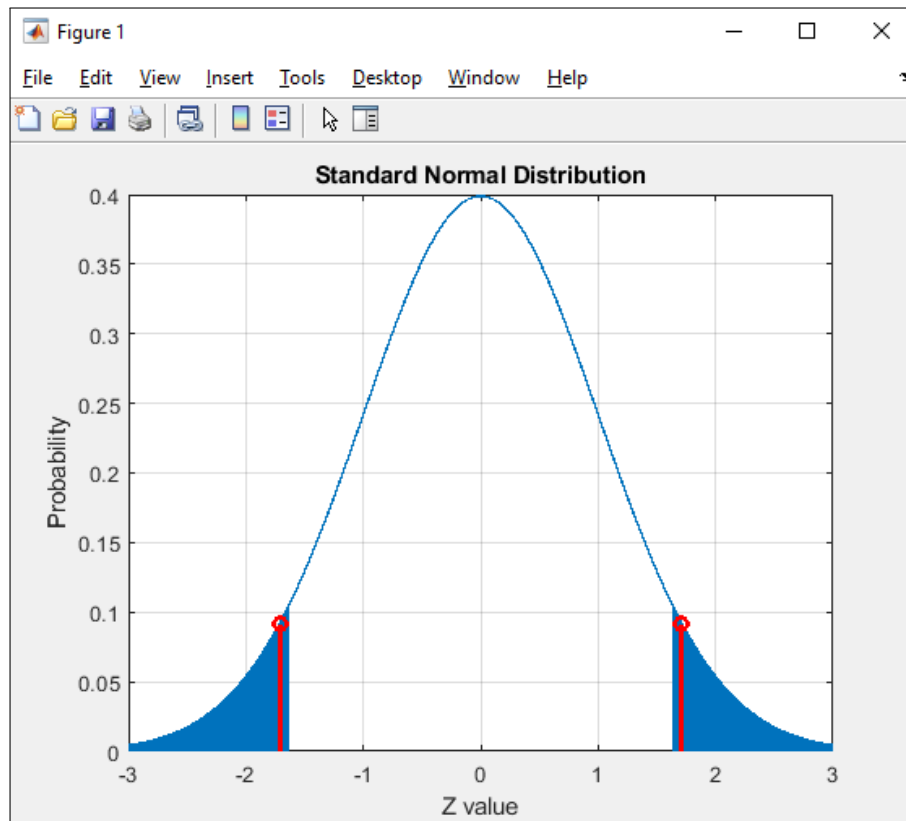 Figure 1
File Edit View Insert Tools Desktop Window Help
Standard Normal Distribution
0.4
0.35
0.3
0.25
0.2
0.15
0.1
0.05
0
Probability
-3 -2 -1 0 1 2 3
Z value